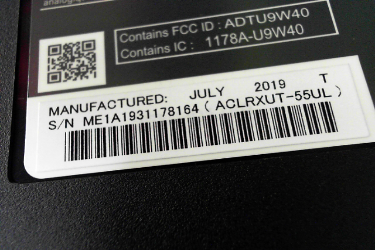 Contains FCC ID : ADTU9W40
Contains IC : 1178A-U9W40
MANUFACTURED: JULY 2019 T
S/N ME1A1931178164 ( ACLRXUT-55UL )